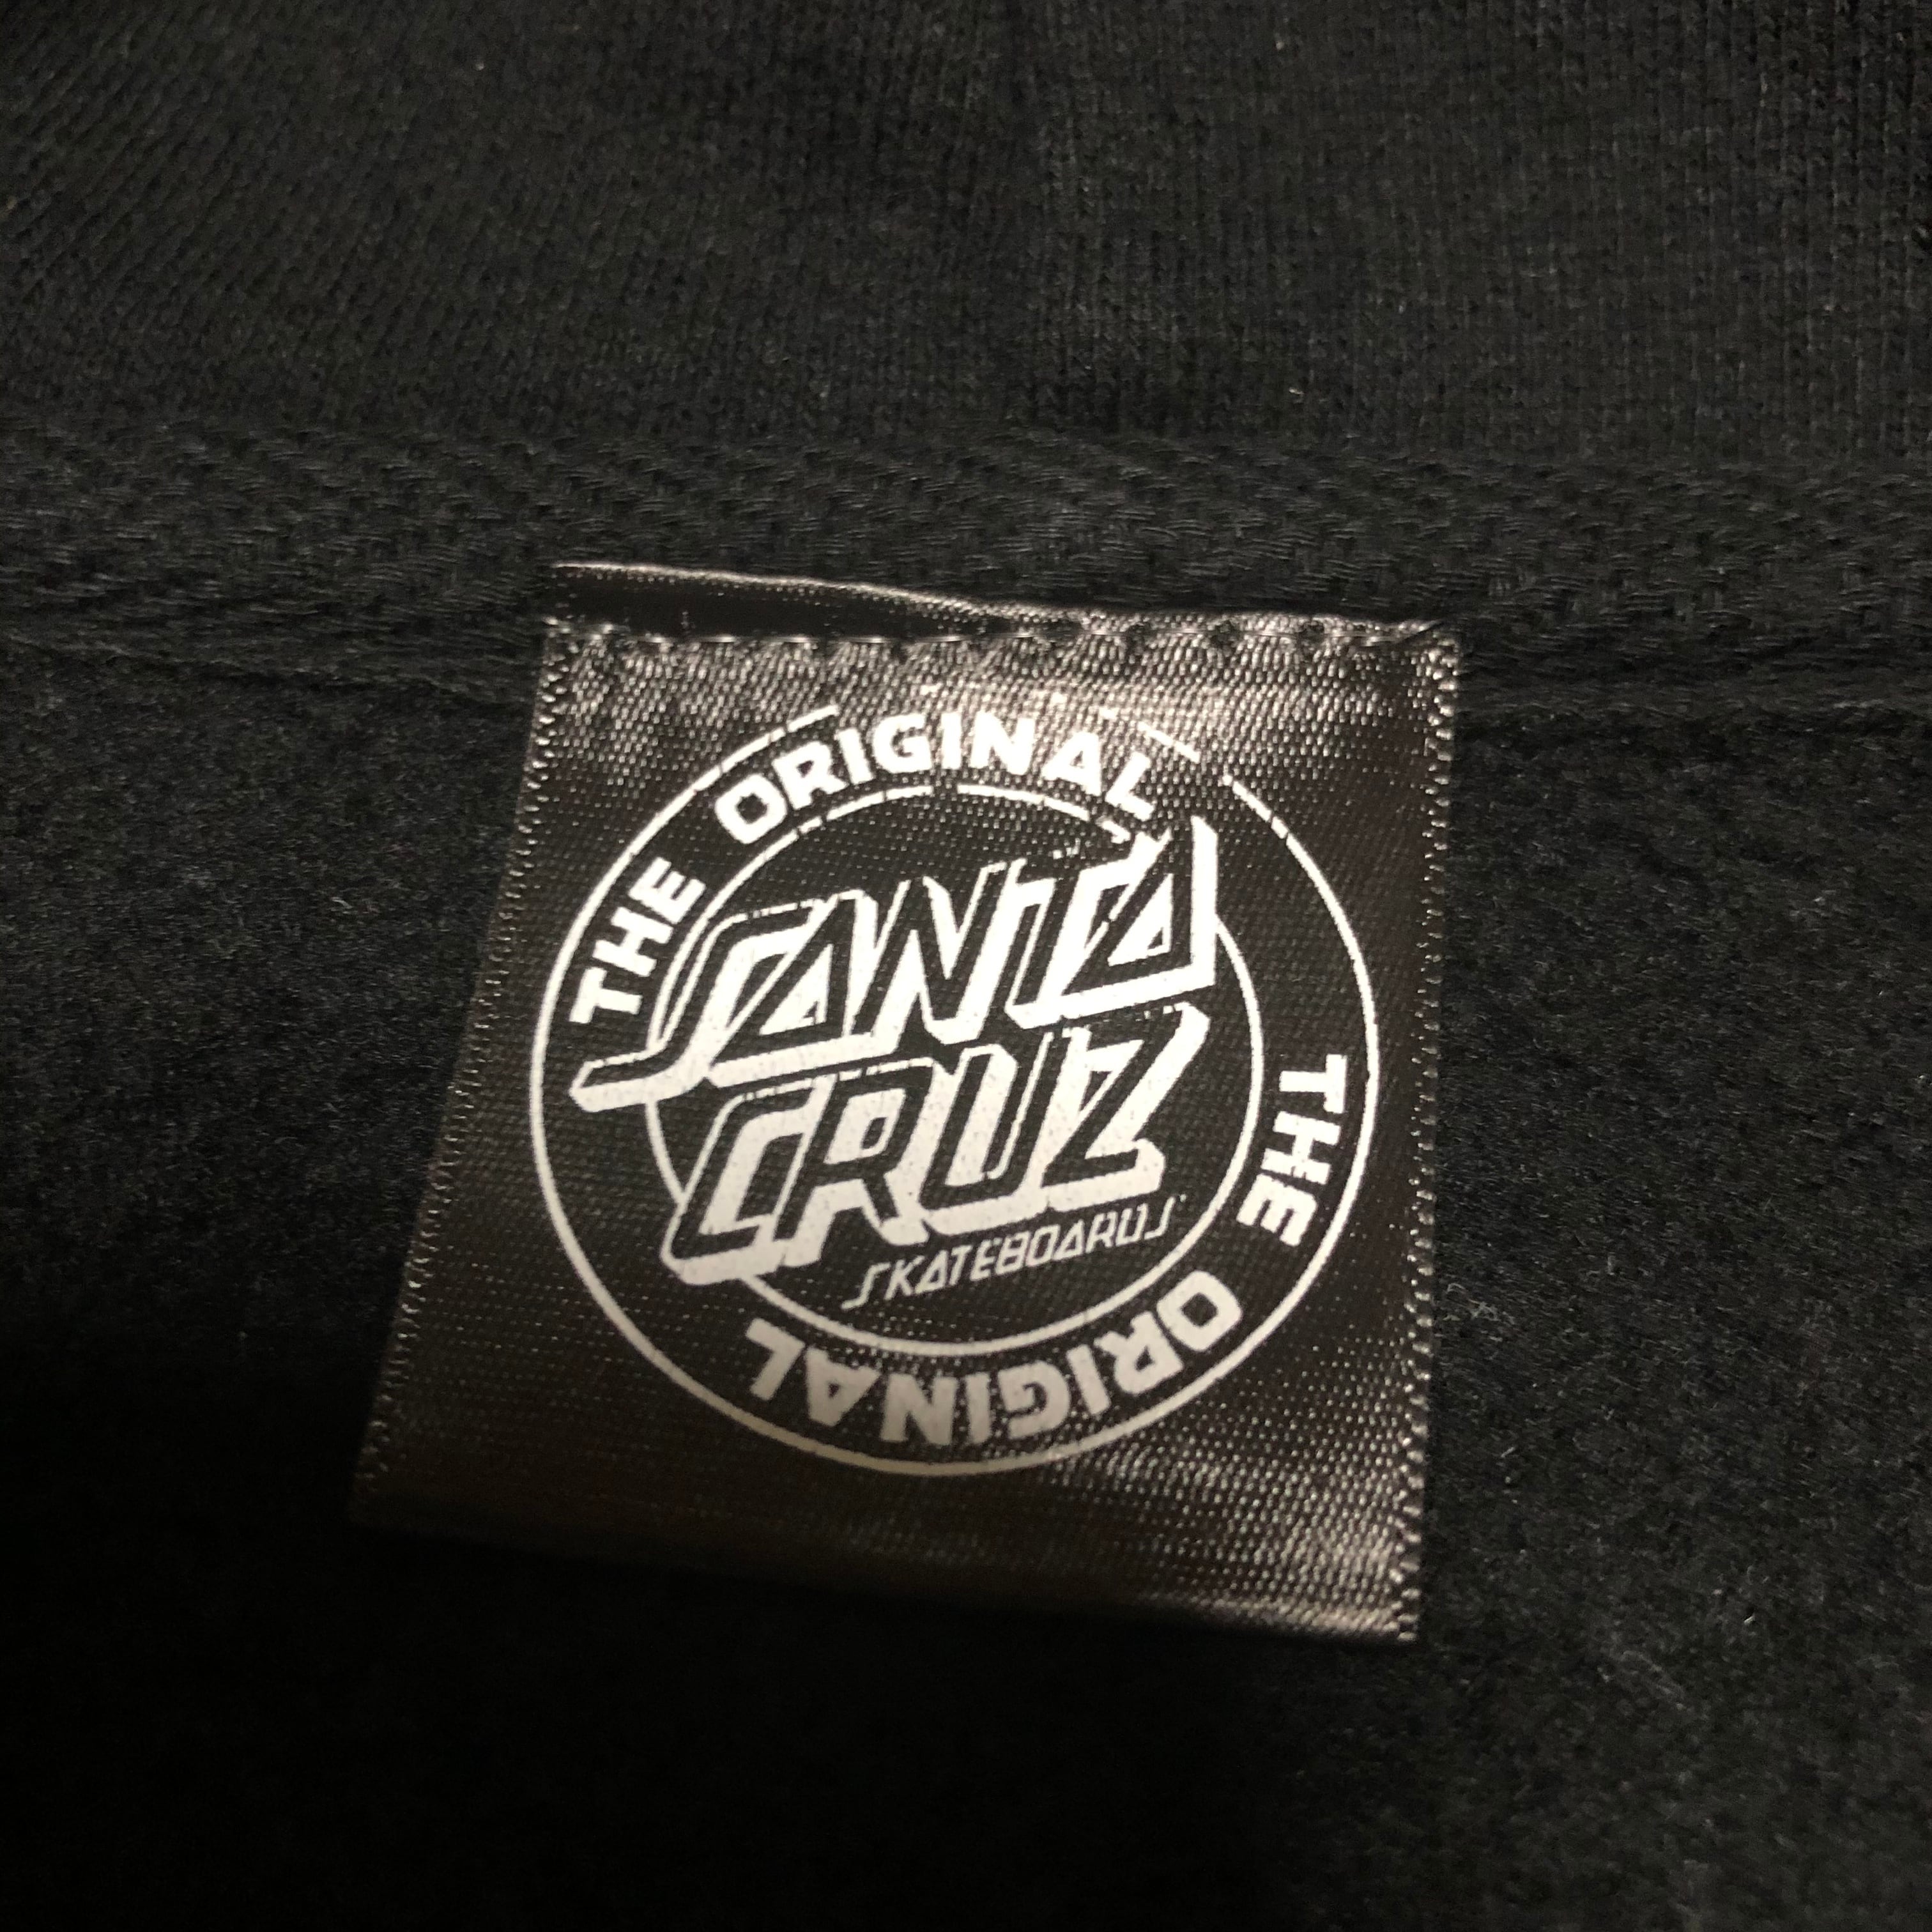 THE ORIGINAL
SANTA
CRUZ
SKATEBOARDS
THE ORIGINAL